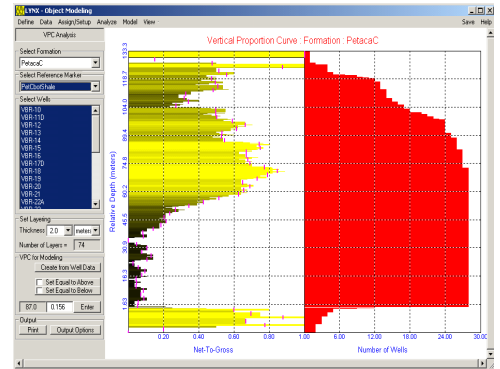 LYNX - Object Modeling
Define Data Assign/Setup Analyze Model View Save Help
VPC Analysis
Select Formation
PetacaC
Select Reference Marker
PetCbotShale
Select Wells
VBR-10
VBR-11D
VBR-12
VBR-13
VBR-14
VBR-15
VBR-16
VBR-17D
VBR-18
VBR-19
VBR-20
VBR-21
VBR-22A
Set Layering
Thickness 2.0 meters
Number of Layers = 74
VPC for Modeling
Create from Well Data
Set Equal to Above
Set Equal to Below
87.0 0.156 Enter
Output
Print Output Options
Vertical Proportion Curve : Formation : PetacaC
Relative Depth (meters)
133.3
118.7
104.0
89.4
74.8
60.2
45.5
30.9
16.3
1.63
0.20 0.40 0.60 0.80 1.00 6.00 12.00 18.00 24.00 30.00
Net-To-Gross Number of Wells